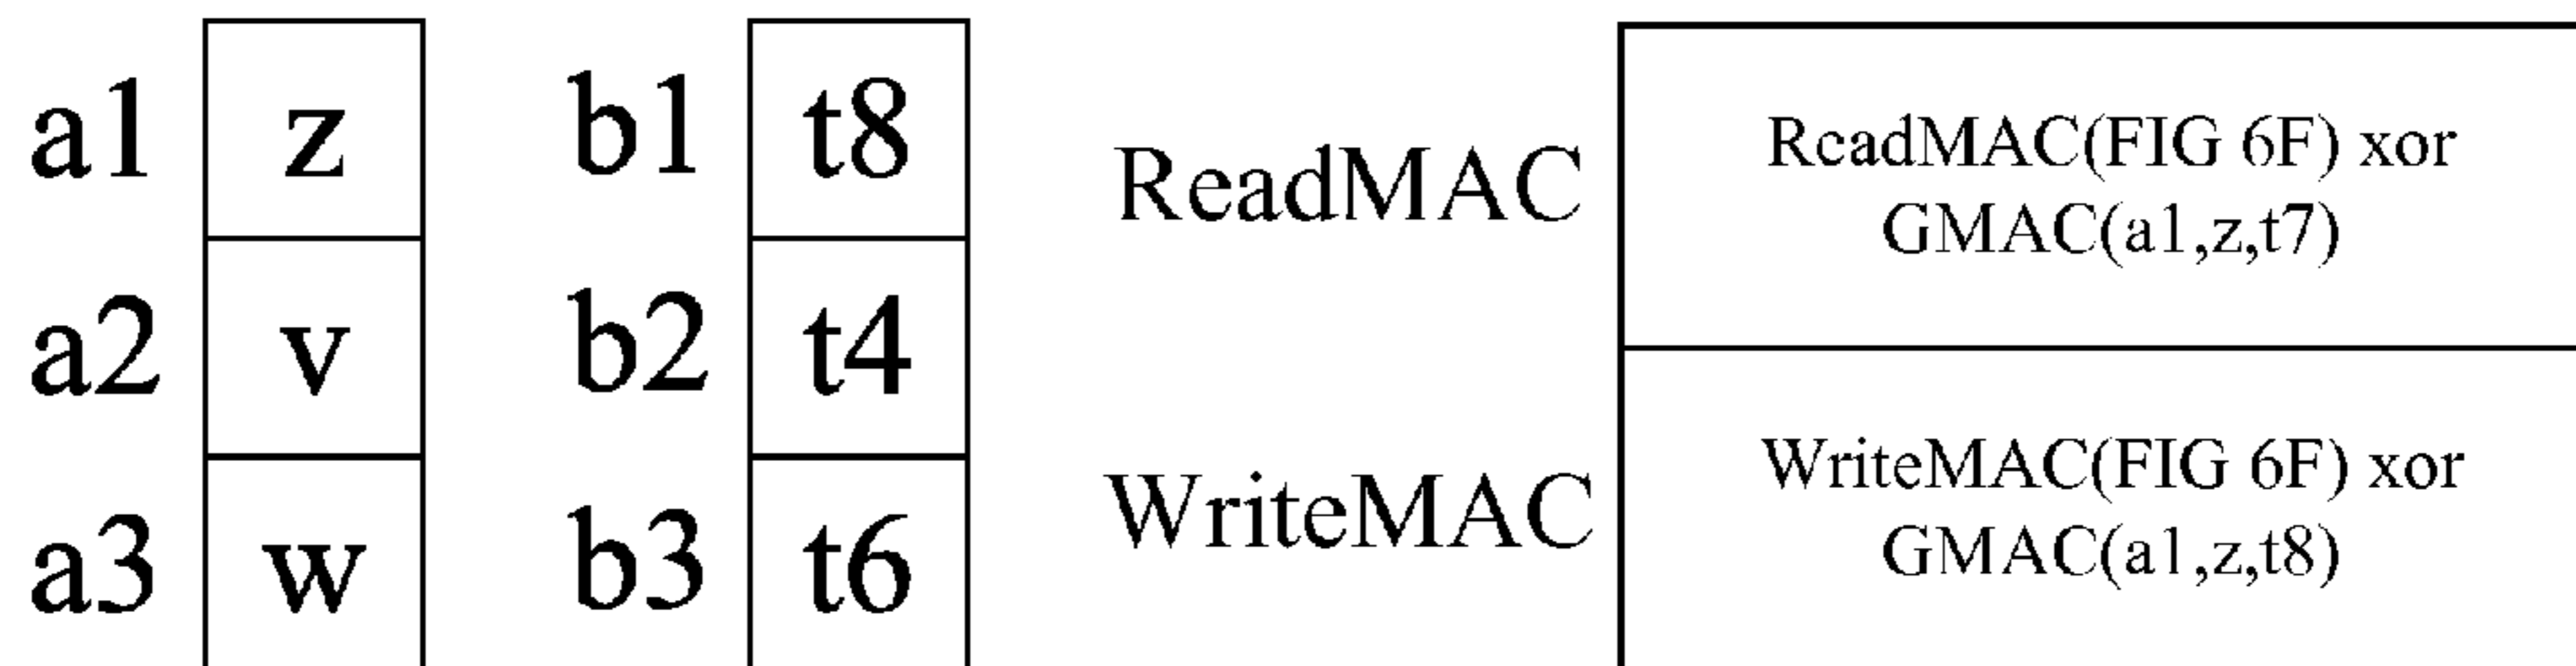 a1 z b1 t8
a2 v b2 t4
a3 w b3 t6
ReadMAC
ReadMAC(FIG 6F) xor
GMAC(a1,z,t7)
WriteMAC
WriteMAC(FIG 6F) xor
GMAC(a1,z,t8)